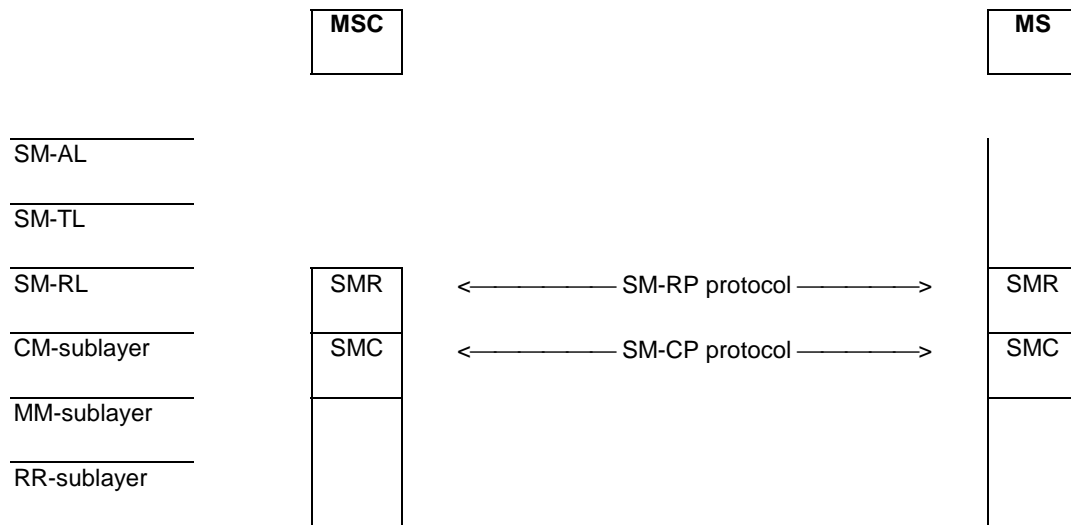 MSC MS
SM-AL
SM-TL
SM-RL SMR <—————— SM-RP protocol —————> SMR
CM-sublayer SMC <—————— SM-CP protocol —————> SMC
MM-sublayer
RR-sublayer